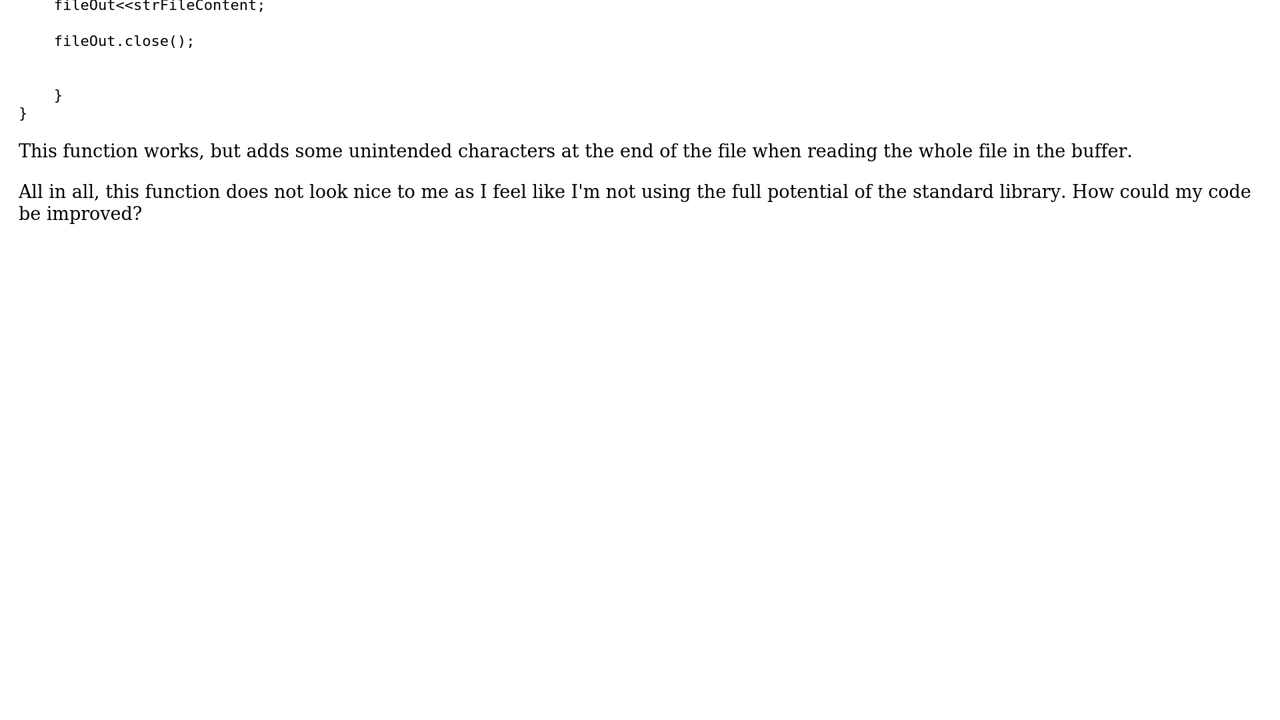 fileOut<<strFileContent;
fileOut.close();
}
}
This function works, but adds some unintended characters at the end of the file when reading the whole file in the buffer.
All in all, this function does not look nice to me as I feel like I'm not using the full potential of the standard library. How could my code
be improved?